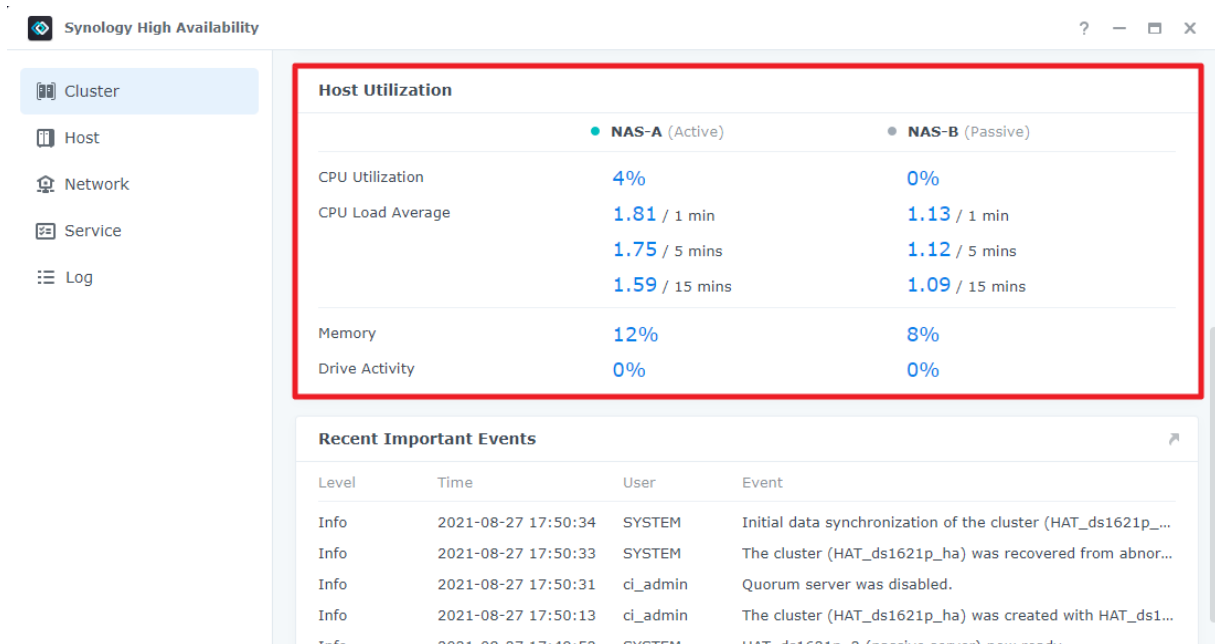 Synology High Availability
Cluster
Host
Network
Service
Log
Host Utilization
NAS-A (Active) NAS-B (Passive)
CPU Utilization 4% 0%
CPU Load Average 1.81 / 1 min 1.13 / 1 min
1.75 / 5 mins 1.12 / 5 mins
1.59 / 15 mins 1.09 / 15 mins
Memory 12% 8%
Drive Activity 0% 0%
Recent Important Events
Level Time User Event
Info 2021-08-27 17:50:34 SYSTEM Initial data synchronization of the cluster (HAT_ds1621p_...
Info 2021-08-27 17:50:33 SYSTEM The cluster (HAT_ds1621p_ha) was recovered from abnor...
Info 2021-08-27 17:50:31 ci_admin Quorum server was disabled.
Info 2021-08-27 17:50:13 ci_admin The cluster (HAT_ds1621p_ha) was created with HAT_ds1...